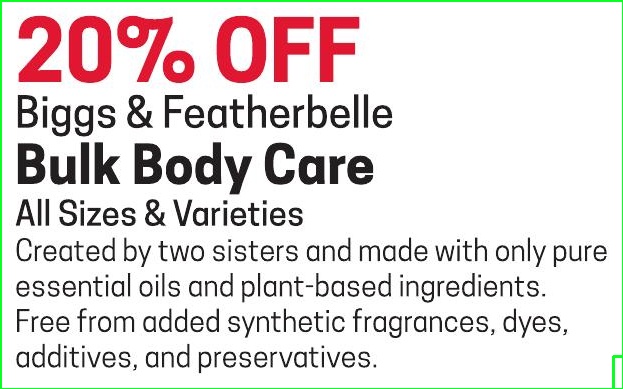 20% OFF
Biggs & Featherbelle
Bulk Body Care
All Sizes & Varieties
Created by two sisters and made with only pure
essential oils and plant-based ingredients.
Free from added synthetic fragrances, dyes,
additives, and preservatives.